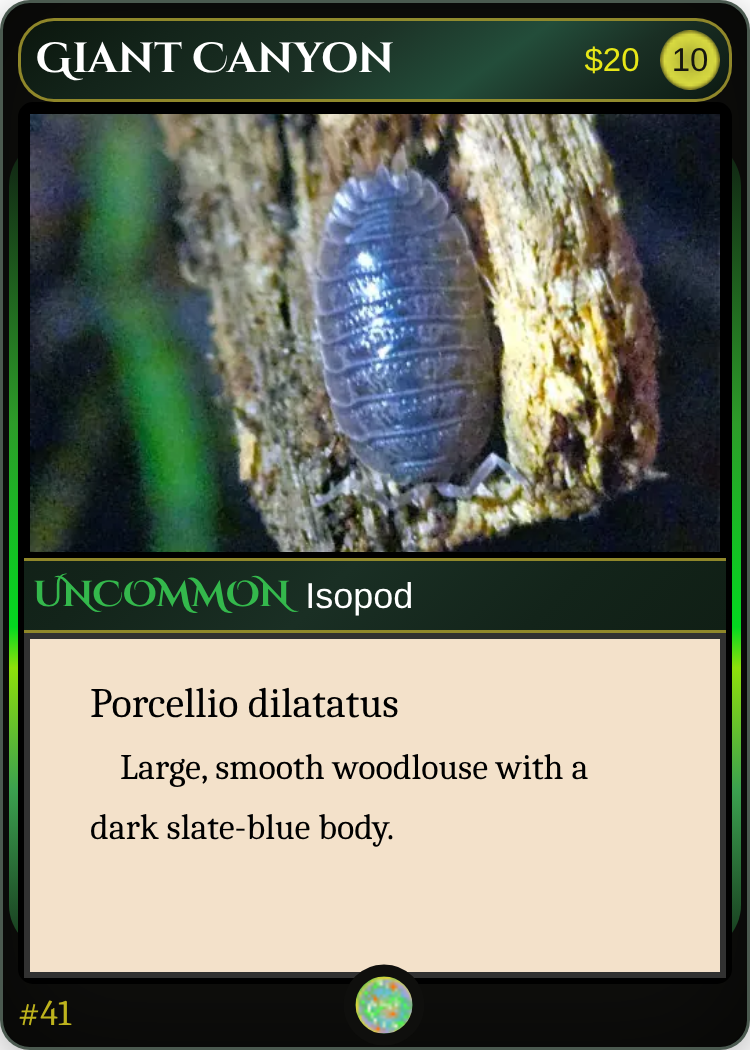 Giant Canyon $20 10
Uncommon Isopod
Porcellio dilatatus
Large, smooth woodlouse with a
dark slate-blue body.
#41